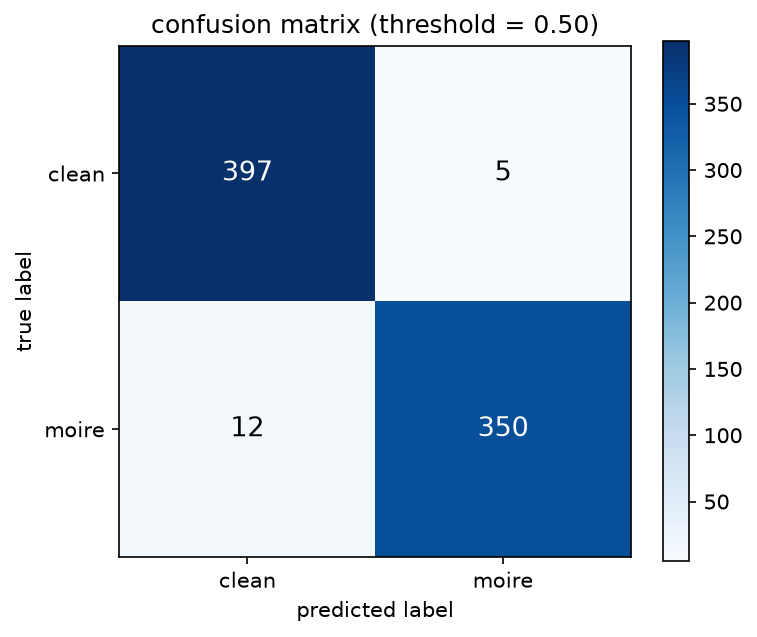 confusion matrix (threshold = 0.50)
true label
clean
397
5
moire
12
350
clean
moire
predicted label
350
300
250
200
150
100
50